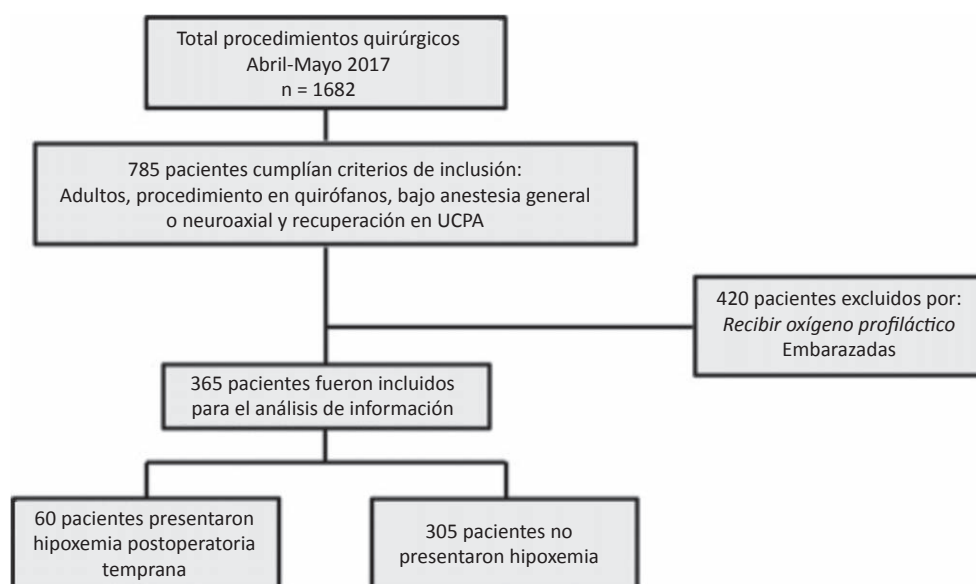 Total procedimientos quirúrgicos
Abril-Mayo 2017
n = 1682
785 pacientes cumplían criterios de inclusión:
Adultos, procedimiento en quirófanos, bajo anestesia general
o neuroaxial y recuperación en UCPA
420 pacientes excluidos por:
Recibir oxígeno profiláctico
Embarazadas
365 pacientes fueron incluidos
para el análisis de información
60 pacientes presentaron
hipoxemia postoperatoria
temprana
305 pacientes no
presentaron hipoxemia